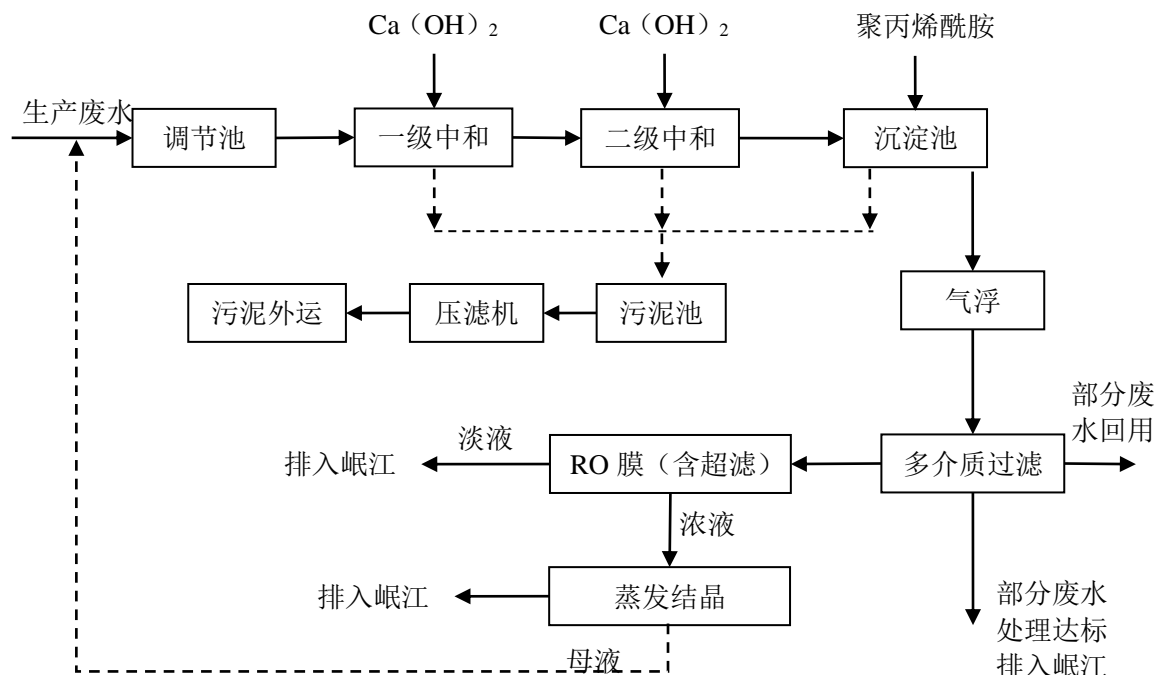 Ca（OH）2
Ca（OH）2
聚丙烯酰胺
生产废水
调节池
一级中和
二级中和
沉淀池
污泥外运
压滤机
污泥池
气浮
部分废
水回用
淡液
排入岷江
RO 膜（含超滤）
多介质过滤
浓液
排入岷江
蒸发结晶
部分废水
处理达标
排入岷江
母液